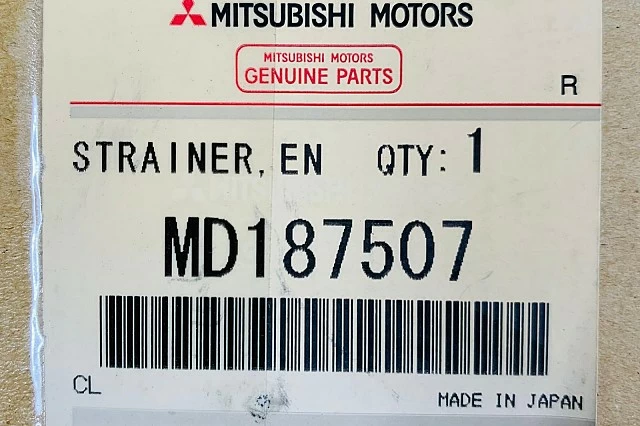 MITSUBISHI MOTORS
MITSUBISHI MOTORS
GENUINE PARTS
R
STRAINER, EN QTY: 1
MD187507
CL
MADE IN JAPAN